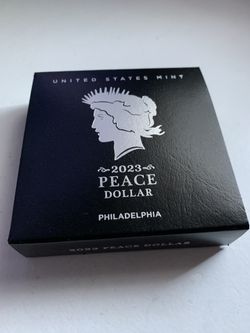 UNITED STATES MINT
2023
PEACE
DOLLAR
PHILADELPHIA
2023 PEACE DOLLAR